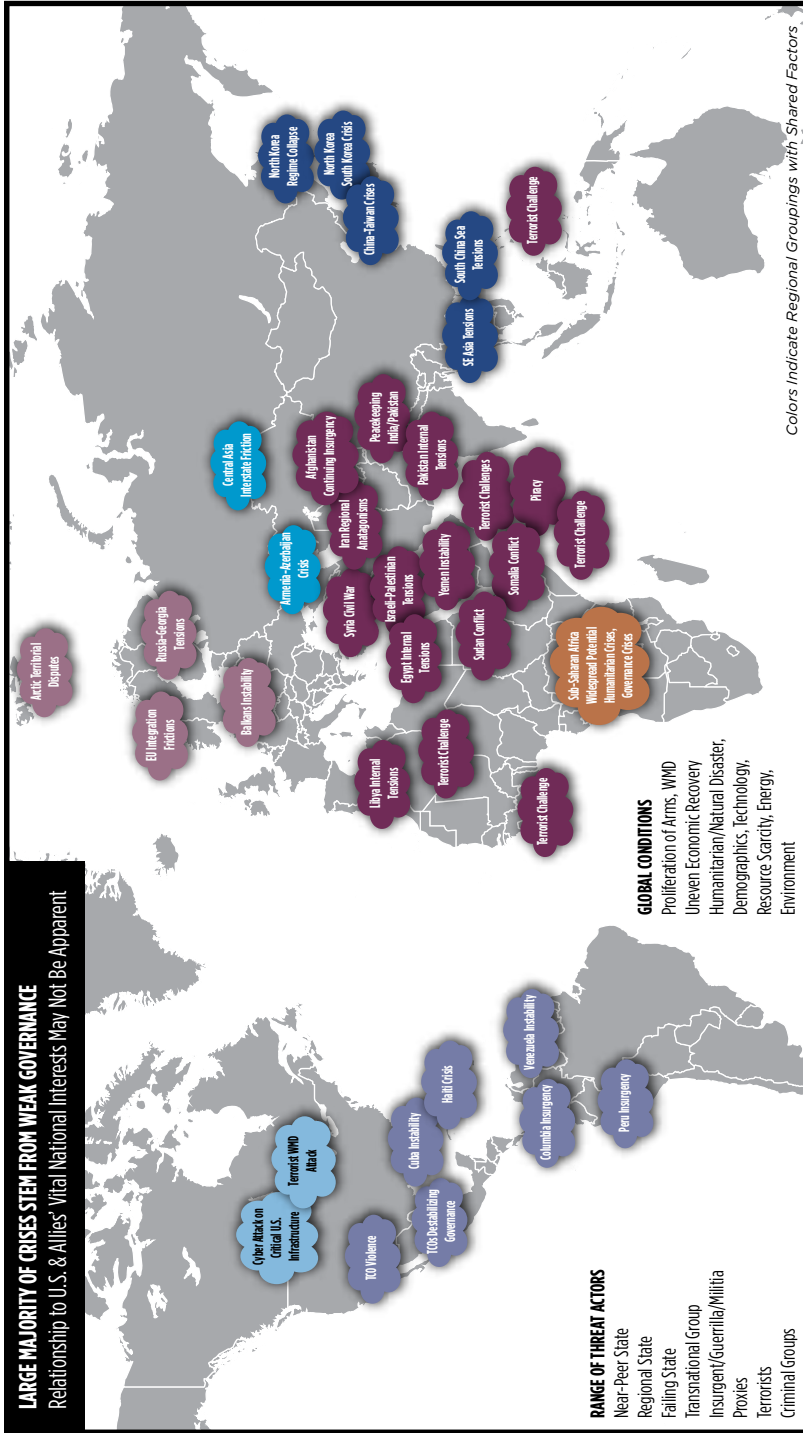 LARGE MAJORITY OF CRISES STEM FROM WEAK GOVERNANCE
Relationship to U.S. & Allies' Vital National Interests May Not Be Apparent
Cyber Attack on
Critical U.S.
Infrastructure
Terrorist WMD
Attack
TCO Violence
TCOs Destabilizing
Governance
Cuba Instability
Haiti Crisis
Columbia Insurgency
Venezuela Instability
Peru Insurgency
Arctic Territorial
Disputes
EU Integration
Frictions
Russia-Georgia
Tensions
Balkans Instability
Armenia-Azerbaijan
Crisis
Central Asia
Interstate Friction
Libya Internal
Tensions
Terrorist Challenge
Terrorist Challenge
Syria Civil War
Iran Regional
Anatagonisms
Afghanistan
Continuing Insurgency
Egypt Internal
Tensions
Israeli-Palestinian
Tensions
Peacekeeping
India/Pakistan
Pakistan Internal
Tensions
Sudan Conflict
Yemen Instability
Somalia Conflict
Terrorist Challenges
Piracy
Terrorist Challenge
Sub-Saharan Africa
Widespread Potential
Humanitarian Crises,
Governance Crises
North Korea
Regime Collapse
North Korea
South Korea Crisis
China-Taiwan Crises
SE Asia Tensions
South China Sea
Tensions
Terrorist Challenge
RANGE OF THREAT ACTORS
Near-Peer State
Regional State
Failing State
Transnational Group
Insurgent/Guerrilla/Militia
Proxies
Terrorists
Criminal Groups
GLOBAL CONDITIONS
Proliferation of Arms, WMD
Uneven Economic Recovery
Humanitarian/Natural Disaster,
Demographics, Technology,
Resource Scarcity, Energy,
Environment
Colors Indicate Regional Groupings with Shared Factors